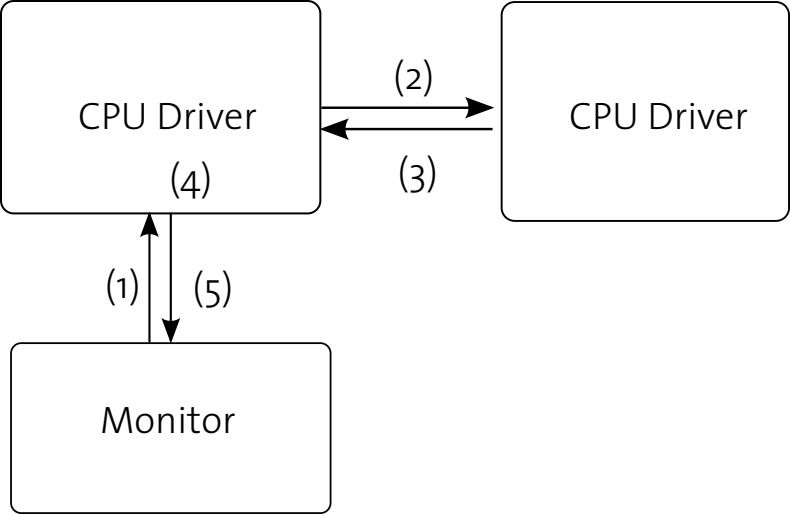 (2)
CPU Driver
CPU Driver
(3)
(4)
(1)
(5)
Monitor